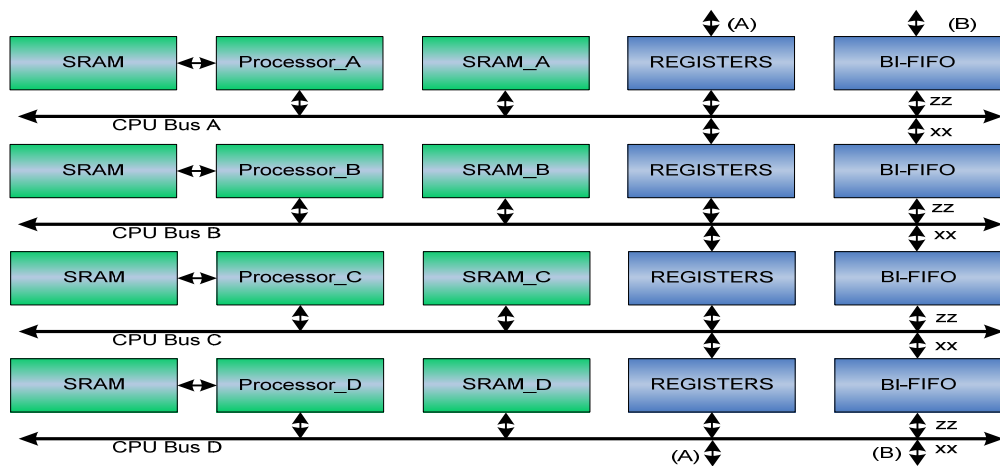 (A) (B)
SRAM Processor_A SRAM_A REGISTERS BI-FIFO
zz
CPU Bus A
xx
SRAM Processor_B SRAM_B REGISTERS BI-FIFO
zz
CPU Bus B
xx
SRAM Processor_C SRAM_C REGISTERS BI-FIFO
zz
CPU Bus C
xx
SRAM Processor_D SRAM_D REGISTERS BI-FIFO
zz
CPU Bus D
(A) (B) xx